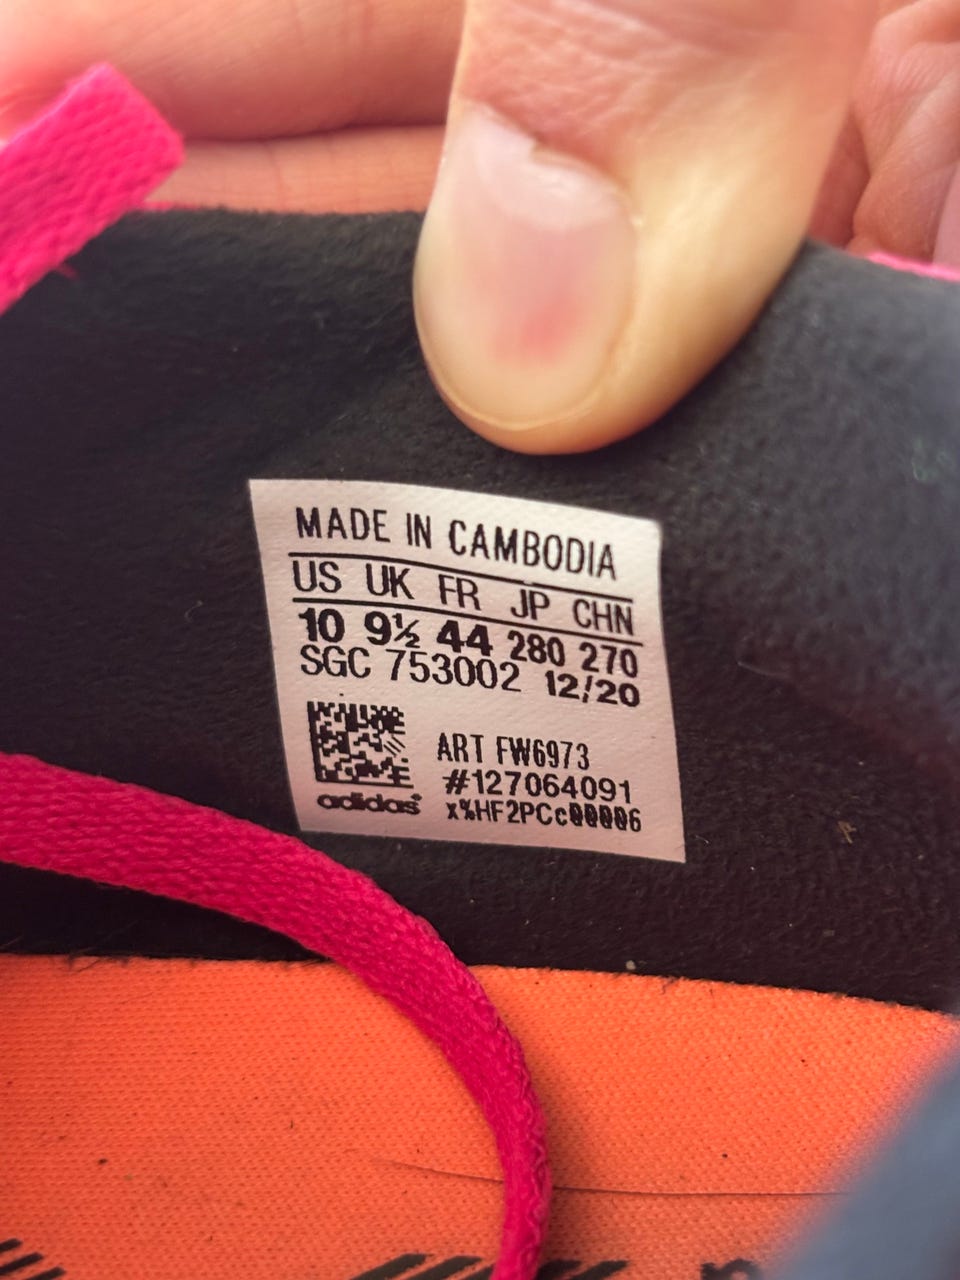 MADE IN CAMBODIA
US UK FR JP CHN
10 9½ 44 280 270
SGC 753002 12/20
ART FW6973
#127064091
adidas